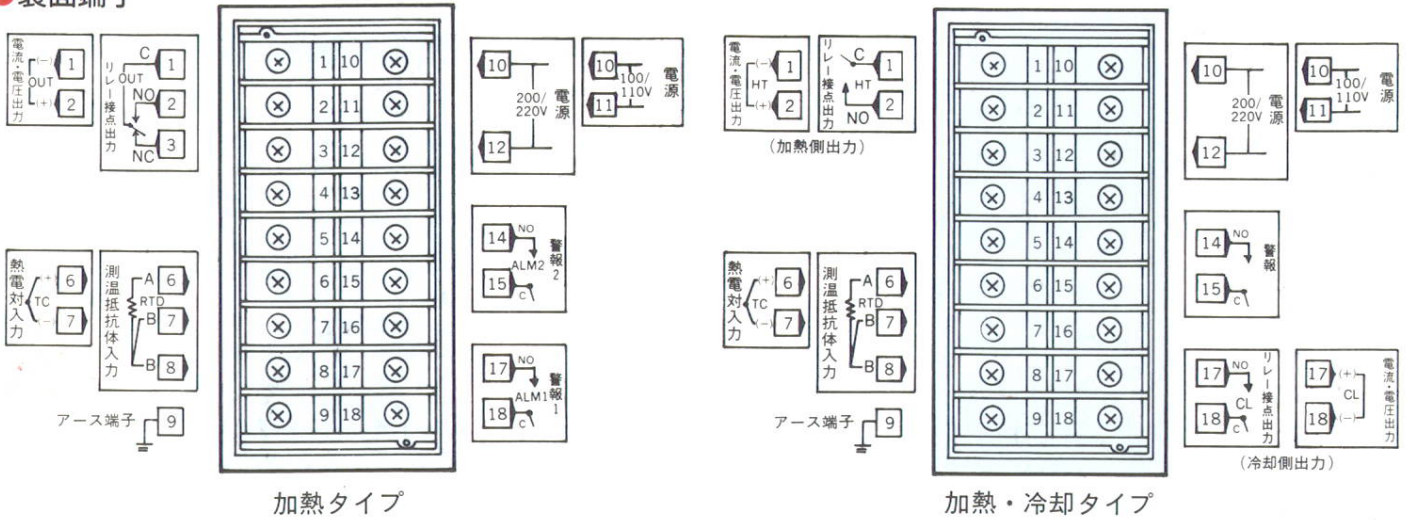 裏面端子
電流・電圧出力
(-) 1
OUT
(+) 2
リレー接点出力
C 1
OUT
NO 2
NC 3
熱電対入力
(+) 6
TC
(-) 7
測温抵抗体入力
A 6
RTD
B 7
B 8
アース端子 9
1 10
2 11
3 12
4 13
5 14
6 15
7 16
8 17
9 18
10
200/
220V
12
電源
10
100/
110V
11
電源
14 NO
ALM2
15 C
警報2
17 NO
ALM1
18 C
警報1
加熱タイプ
電流・電圧出力
(-) 1
HT
(+) 2
リレー接点出力
C 1
HT
NO 2
(加熱側出力)
熱電対入力
(+) 6
TC
(-) 7
測温抵抗体入力
A 6
RTD
B 7
B 8
アース端子 9
1 10
2 11
3 12
4 13
5 14
6 15
7 16
8 17
9 18
10
200/
220V
12
電源
10
100/
110V
11
電源
14 NO
15 C
警報
17 NO
CL
18 C
リレー接点出力
17 (+)
CL
18 (-)
電流・電圧出力
(冷却側出力)
加熱・冷却タイプ